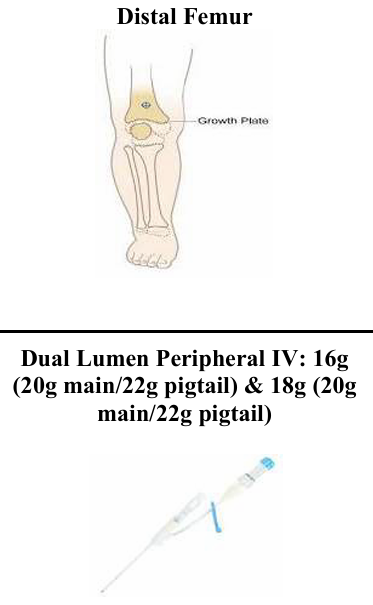 Distal Femur
Growth Plate
Dual Lumen Peripheral IV: 16g
(20g main/22g pigtail) & 18g (20g
main/22g pigtail)